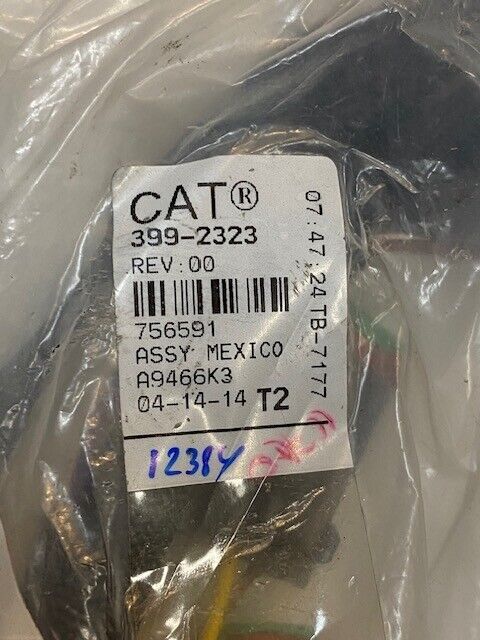 CAT®
399-2323
REV:00
756591
ASSY MEXICO
A9466K3
04-14-14 T2
07:47:24TB-7177
12384